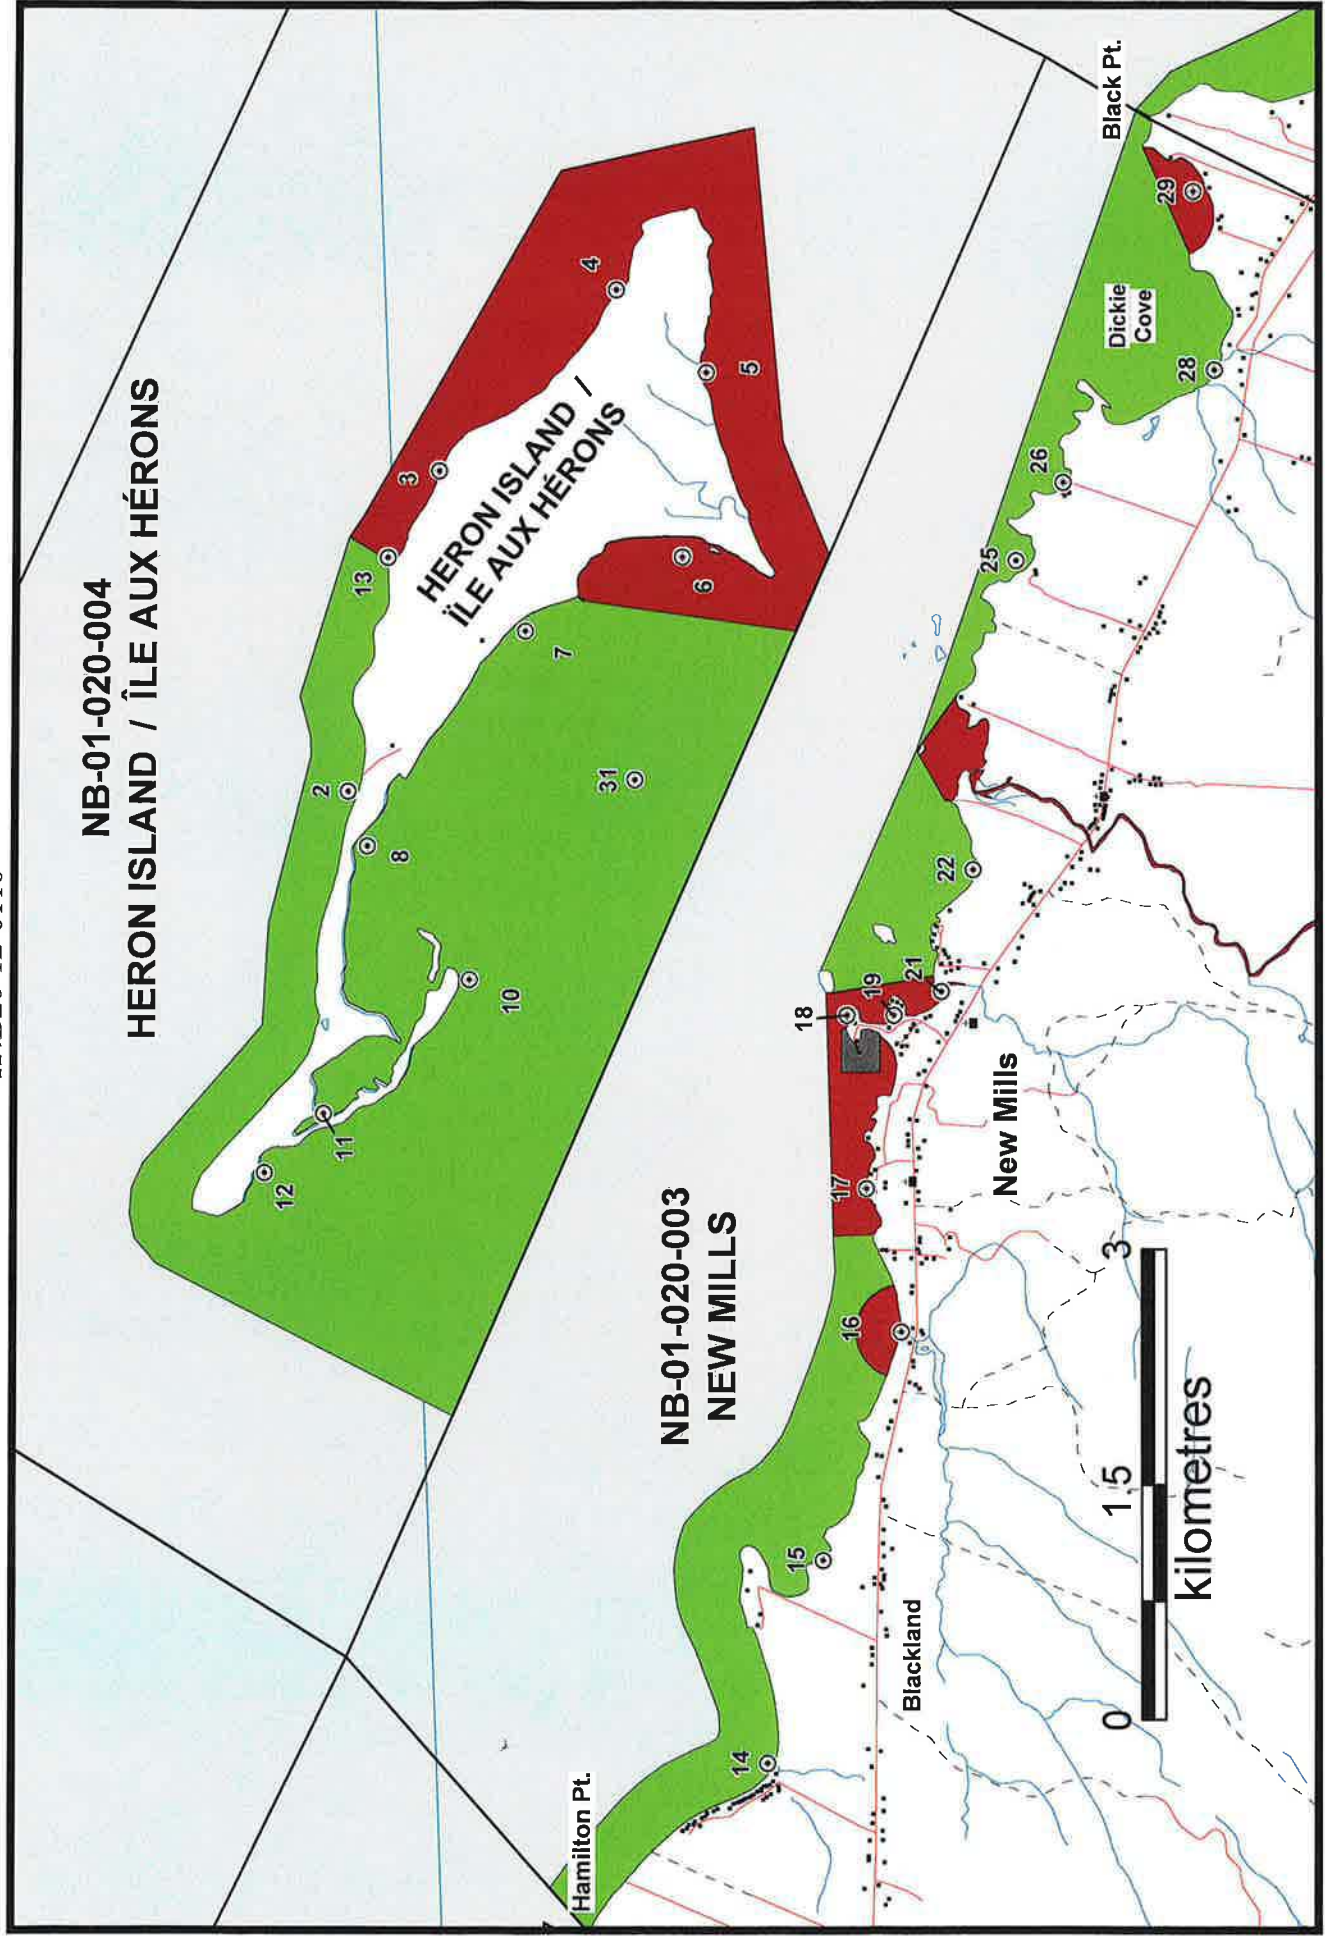 NB-01-020-004
HERON ISLAND / ÎLE AUX HÉRONS
HERON ISLAND /
ÎLE AUX HÉRONS
12
11
10
8
2
31
7
13
6
3
5
4
NB-01-020-003
NEW MILLS
Hamilton Pt.
14
15
16
17
18
19
21
22
25
26
28
29
Dickie
Cove
Black Pt.
Blackland
New Mills
0
1.5
3
kilometres